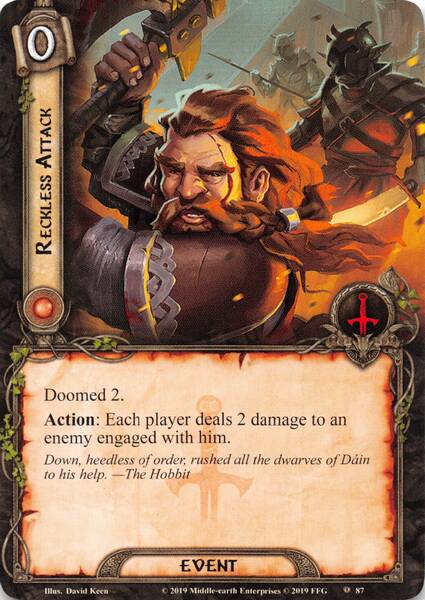 0
RECKLESS ATTACK
Doomed 2.
Action: Each player deals 2 damage to an
enemy engaged with him.
Down, heedless of order, rushed all the dwarves of Dáin
to his help. —The Hobbit
EVENT
Illus. David Keen © 2019 Middle-earth Enterprises © 2019 FFG 87